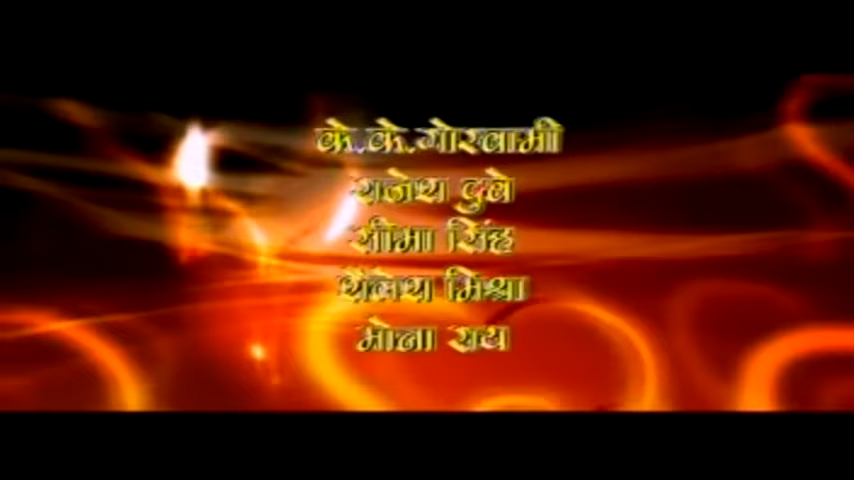 के.के.गोस्वामी
राजेश दुबे
सीमा सिंह
शैलेश मिश्रा
मोना राय